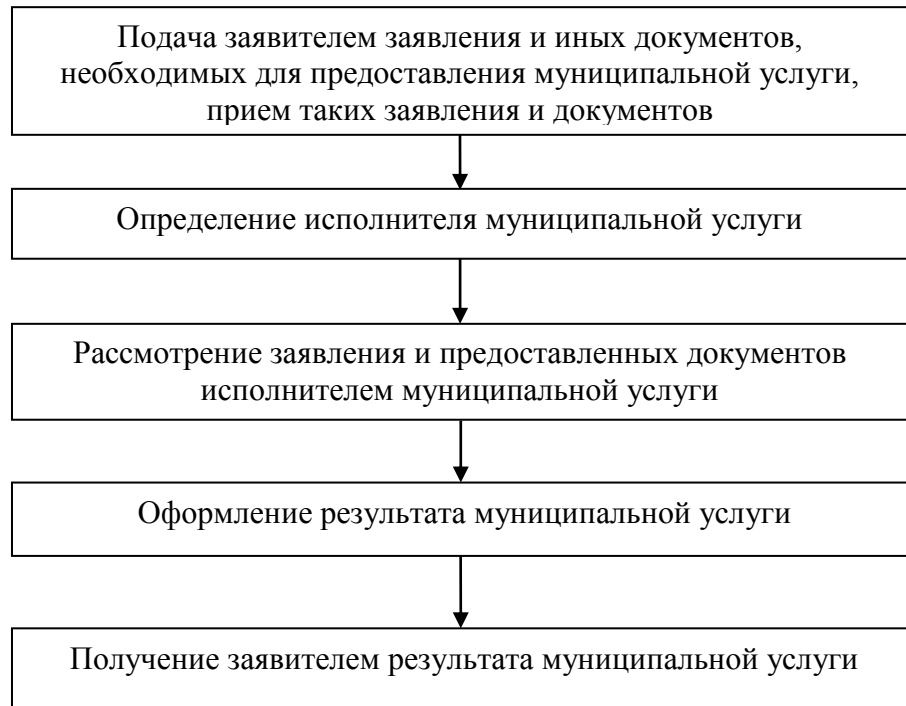 Подача заявителем заявления и иных документов,
необходимых для предоставления муниципальной услуги,
прием таких заявления и документов
Определение исполнителя муниципальной услуги
Рассмотрение заявления и предоставленных документов
исполнителем муниципальной услуги
Оформление результата муниципальной услуги
Получение заявителем результата муниципальной услуги